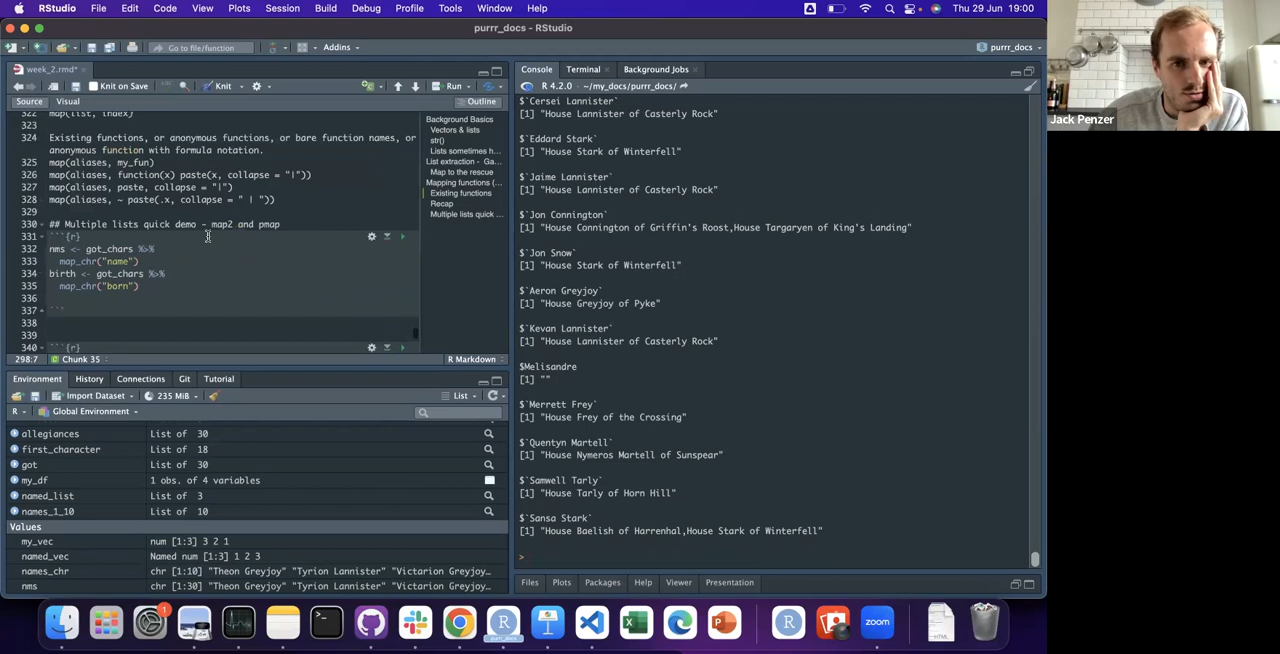 RStudio File Edit Code View Plots Session Build Debug Profile Tools Window Help Thu 29 Jun 19:00
purrr_docs - RStudio
Go to file/function Addins purrr_docs
week_2.rmd*
Knit on Save Knit Run
Source Visual Outline
322 map(list, index)
323
324 Existing functions, or anonymous functions, or bare function names, or
anonymous function with formula notation.
325 map(aliases, my_fun)
326 map(aliases, function(x) paste(x, collapse = "|"))
327 map(aliases, paste, collapse = "|")
328 map(aliases, ~ paste(.x, collapse = " | "))
329
330 ## Multiple lists quick demo - map2 and pmap
331 ```{r}
332 nms <- got_chars %>%
333 map_chr("name")
334 birth <- got_chars %>%
335 map_chr("born")
336
337 ```
338
339
340 ```{r}
298:7 Chunk 35 R Markdown
Background Basics
Vectors & lists
str()
Lists sometimes h...
List extraction - Ga...
Map to the rescue
Mapping functions (...
Existing functions
Recap
Multiple lists quick ...
Environment History Connections Git Tutorial
Import Dataset 235 MiB List
R Global Environment
allegiances List of 30
first_character List of 18
got List of 30
my_df 1 obs. of 4 variables
named_list List of 3
names_1_10 List of 10
Values
my_vec num [1:3] 3 2 1
named_vec Named num [1:3] 1 2 3
names_chr chr [1:10] "Theon Greyjoy" "Tyrion Lannister" "Victarion Greyjoy…
nms chr [1:30] "Theon Greyjoy" "Tyrion Lannister" "Victarion Greyjoy…
Console Terminal Background Jobs
R 4.2.0 · ~/my_docs/purrr_docs/
$`Cersei Lannister`
[1] "House Lannister of Casterly Rock"
$`Eddard Stark`
[1] "House Stark of Winterfell"
$`Jaime Lannister`
[1] "House Lannister of Casterly Rock"
$`Jon Connington`
[1] "House Connington of Griffin's Roost,House Targaryen of King's Landing"
$`Jon Snow`
[1] "House Stark of Winterfell"
$`Aeron Greyjoy`
[1] "House Greyjoy of Pyke"
$`Kevan Lannister`
[1] "House Lannister of Casterly Rock"
$Melisandre
[1] ""
$`Merrett Frey`
[1] "House Frey of the Crossing"
$`Quentyn Martell`
[1] "House Nymeros Martell of Sunspear"
$`Samwell Tarly`
[1] "House Tarly of Horn Hill"
$`Sansa Stark`
[1] "House Baelish of Harrenhal,House Stark of Winterfell"
>
Files Plots Packages Help Viewer Presentation
Jack Penzer
1
purrr_docs
zoom
HTML